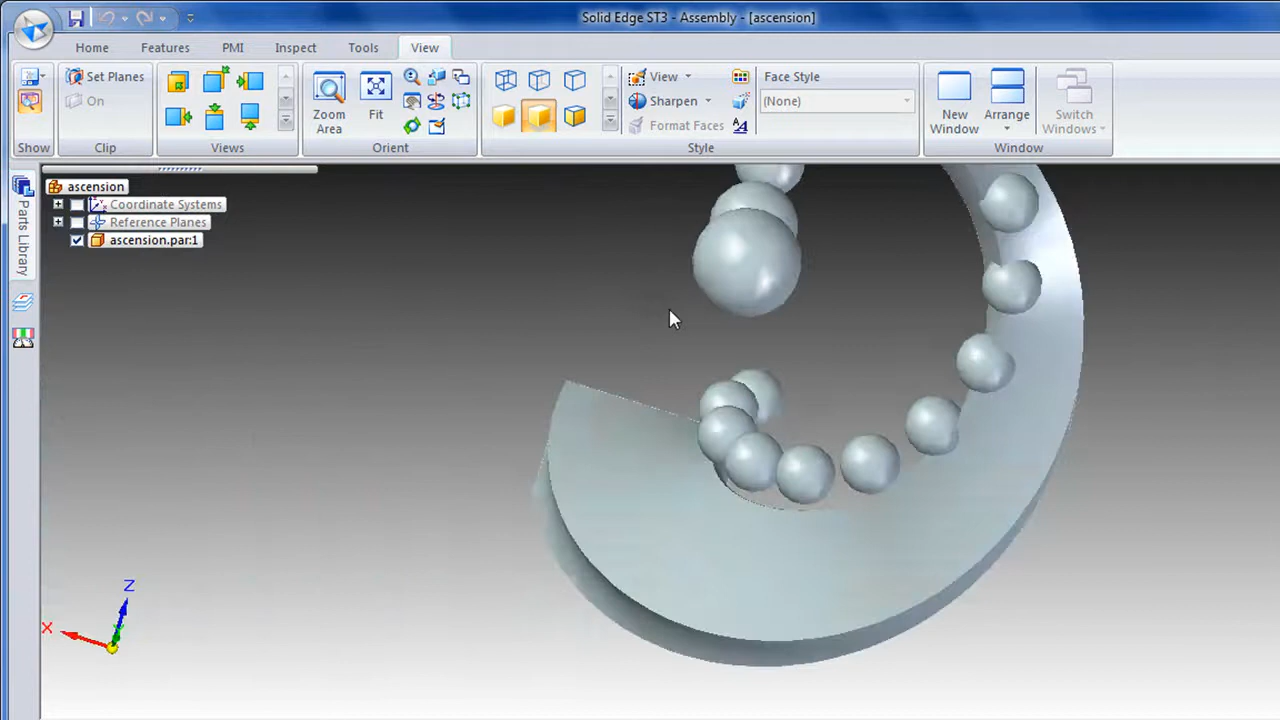 Solid Edge ST3 - Assembly - [ascension]
Home Features PMI Inspect Tools View
Set Planes
On
Zoom Area
Fit
View
Sharpen
Format Faces
Face Style
(None)
New Window
Arrange
Switch Windows
Show Clip Views Orient Style Window
Parts Library
ascension
Coordinate Systems
Reference Planes
ascension.par:1
Z
X